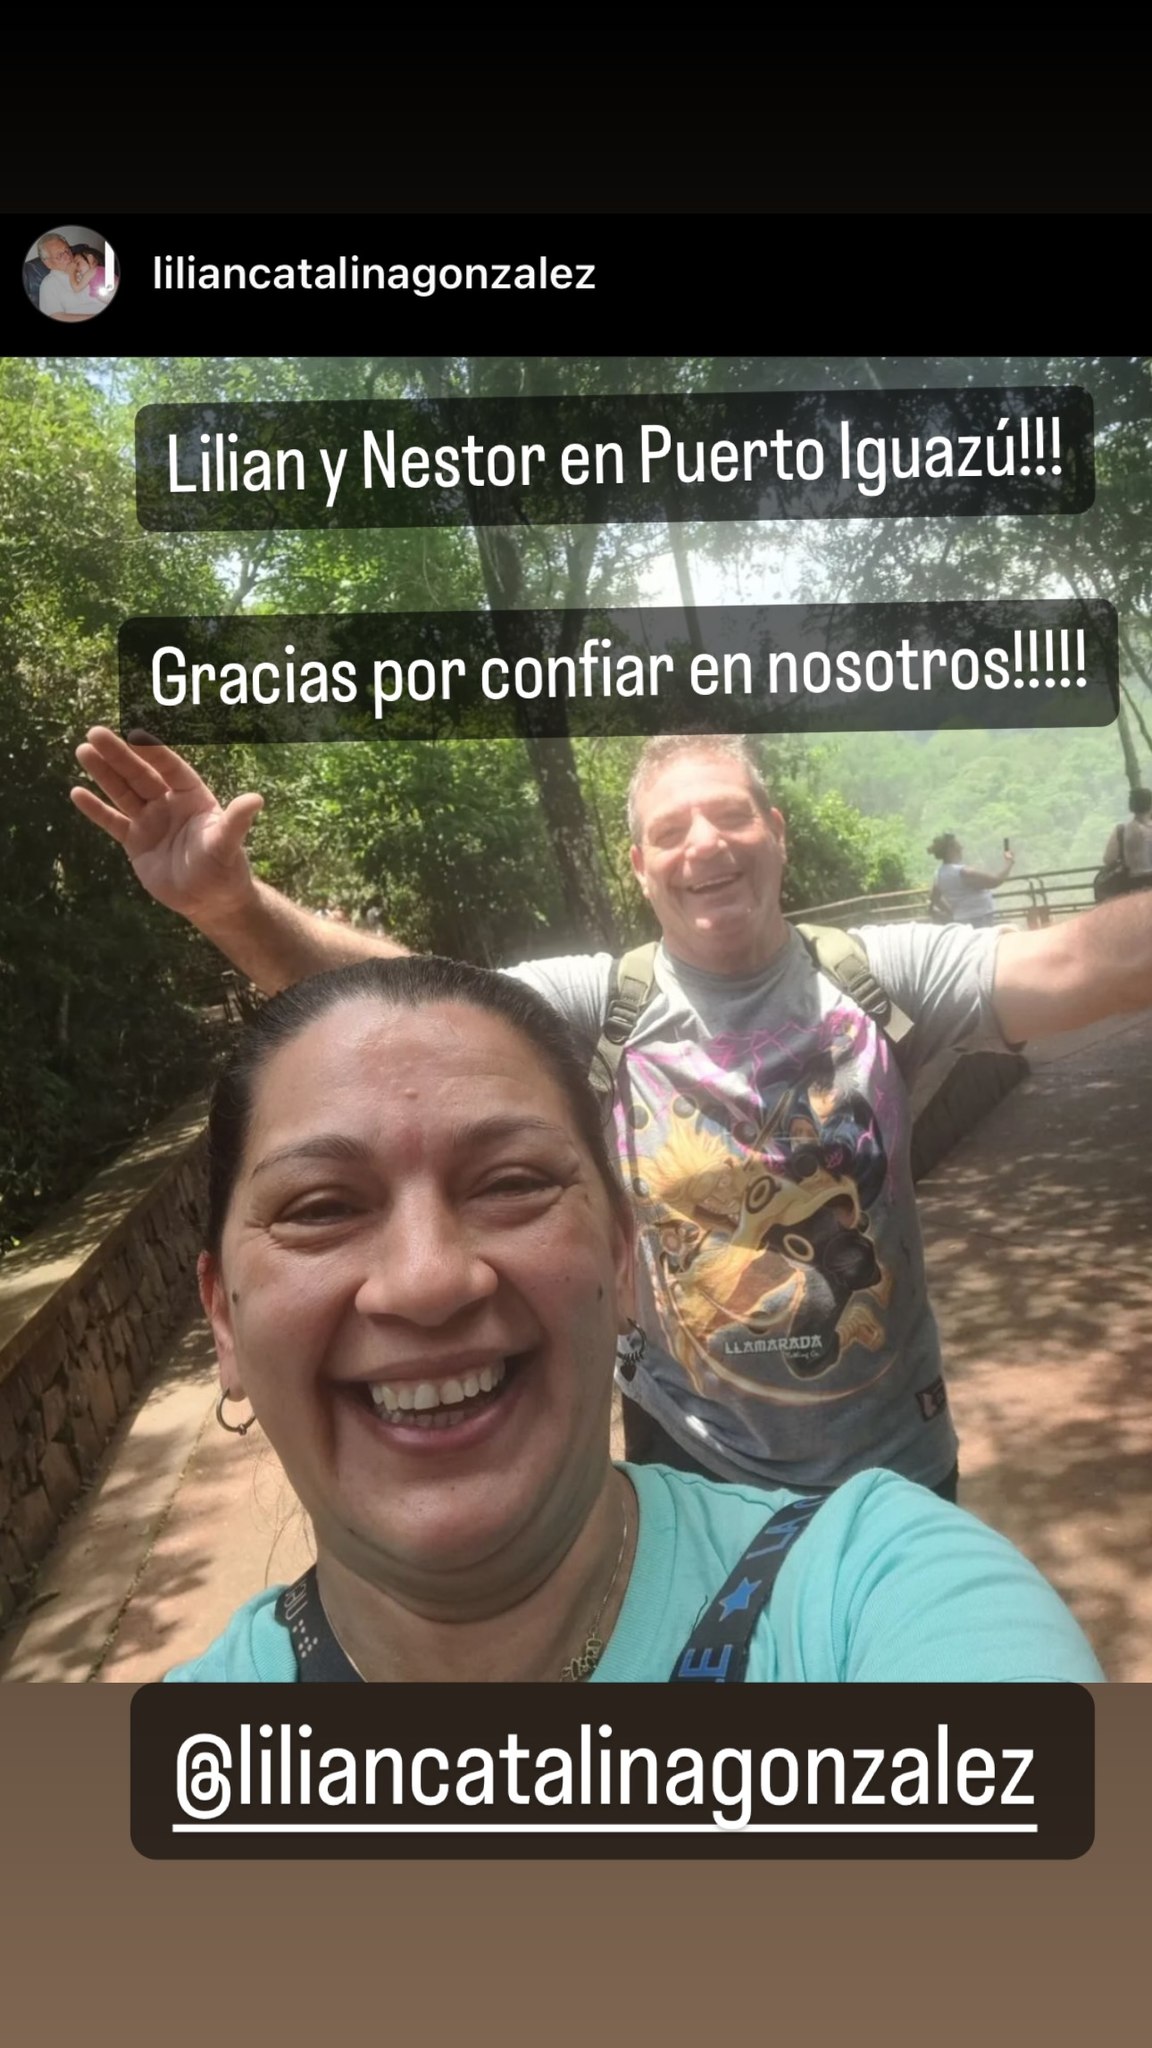 liliancatalinagonzalez
Lilian y Nestor en Puerto Iguazú!!!
Gracias por confiar en nosotros!!!!!
LLAMARADA
@liliancatalinagonzalez